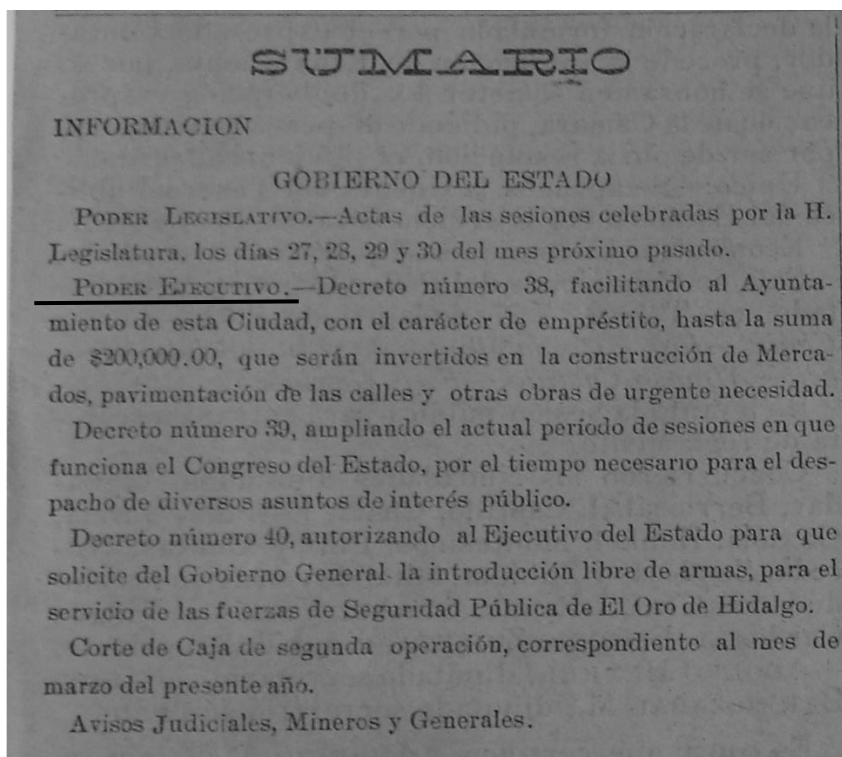 SUMARIO
INFORMACION
GOBIERNO DEL ESTADO
PODER LEGISLATIVO.—Actas de las sesiones celebradas por la H.
Legislatura, los días 27, 28, 29 y 30 del mes próximo pasado.
PODER EJECUTIVO.—Decreto número 38, facilitando al Ayunta-
miento de esta Ciudad, con el carácter de empréstito, hasta la suma
de $200,000.00, que serán invertidos en la construcción de Merca-
dos, pavimentación de las calles y otras obras de urgente necesidad.
Decreto número 39, ampliando el actual período de sesiones en que
funciona el Congreso del Estado, por el tiempo necesario para el des-
pacho de diversos asuntos de interés público.
Decreto número 40, autorizando al Ejecutivo del Estado para que
solicite del Gobierno General la introducción libre de armas, para el
servicio de las fuerzas de Seguridad Pública de El Oro de Hidalgo.
Corte de Caja de segunda operación, correspondiente al mes de
marzo del presente año.
Avisos Judiciales, Mineros y Generales.